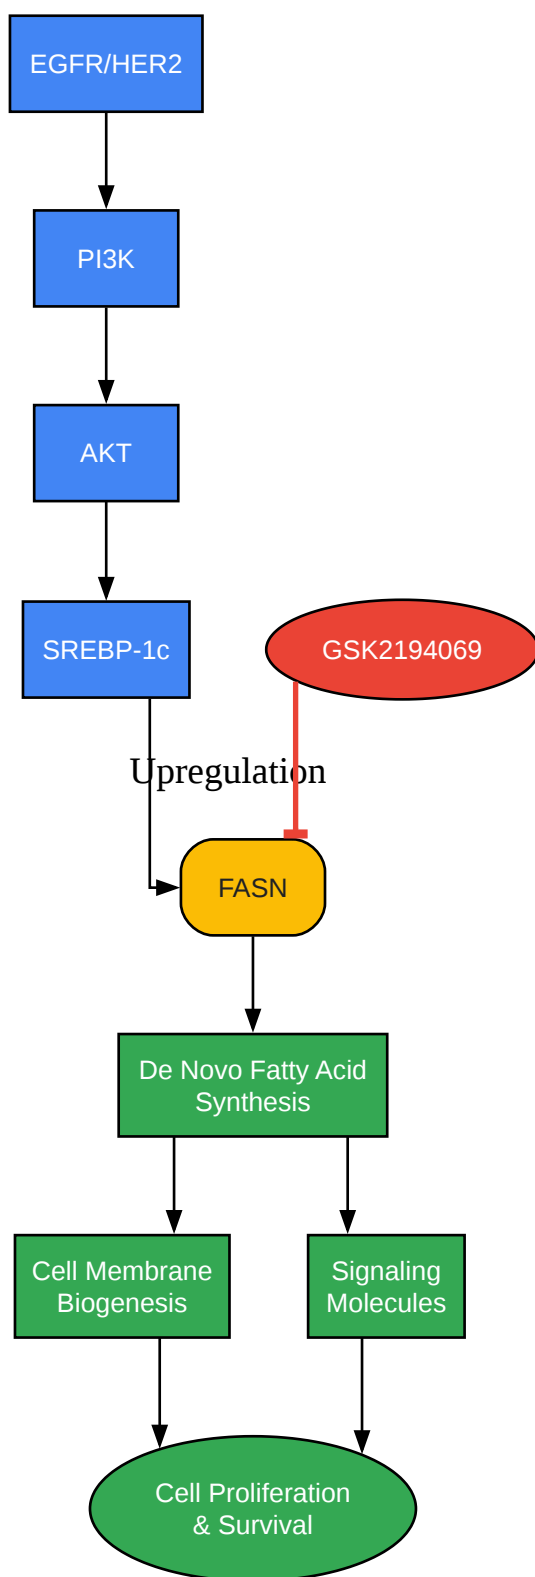 EGFR/HER2
PI3K
AKT
SREBP-1c
GSK2194069
Upregulation
FASN
De Novo Fatty Acid
Synthesis
Cell Membrane
Biogenesis
Signaling
Molecules
Cell Proliferation
& Survival